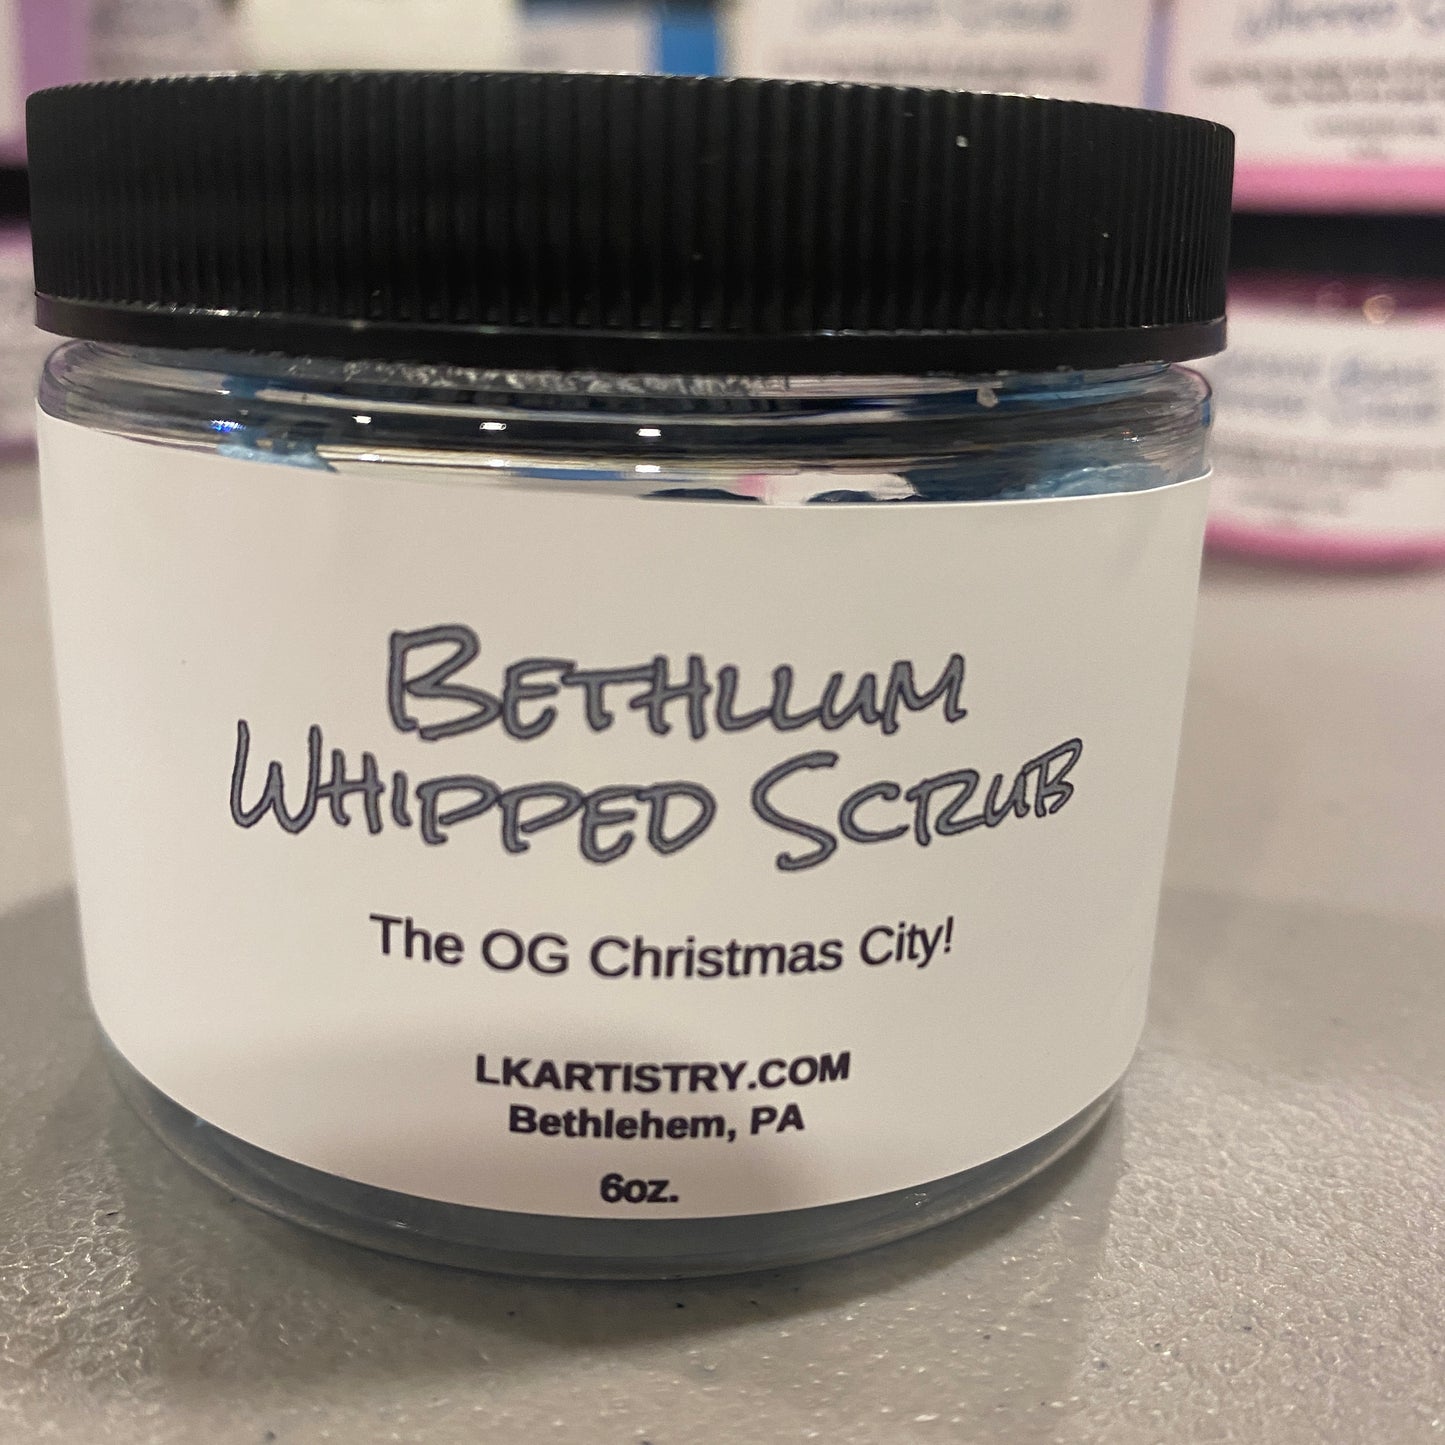 BETHLLUM
WHIPPED SCRUB
The OG Christmas City!
LKARTISTRY.COM
Bethlehem, PA
6oz.